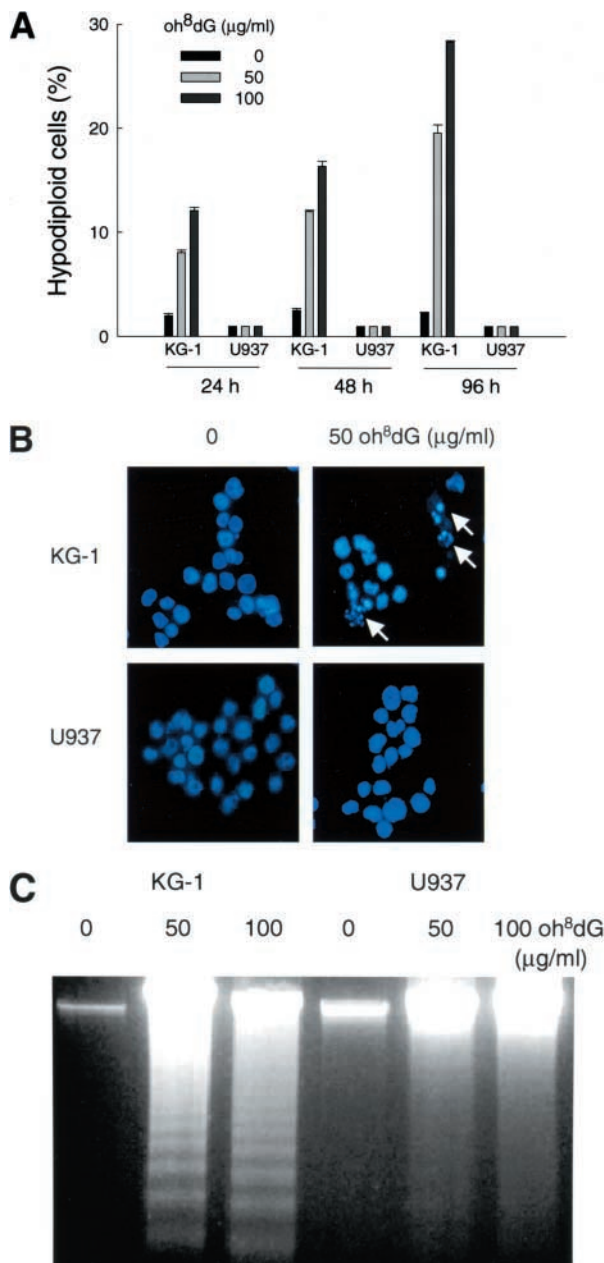 A
oh⁸dG (µg/ml)
0
50
100
Hypodiploid cells (%)
30
20
10
0
KG-1 U937 KG-1 U937 KG-1 U937
24 h 48 h 96 h
B
0 50 oh⁸dG (µg/ml)
KG-1
U937
C
KG-1 U937
0 50 100 0 50 100 oh⁸dG
(µg/ml)